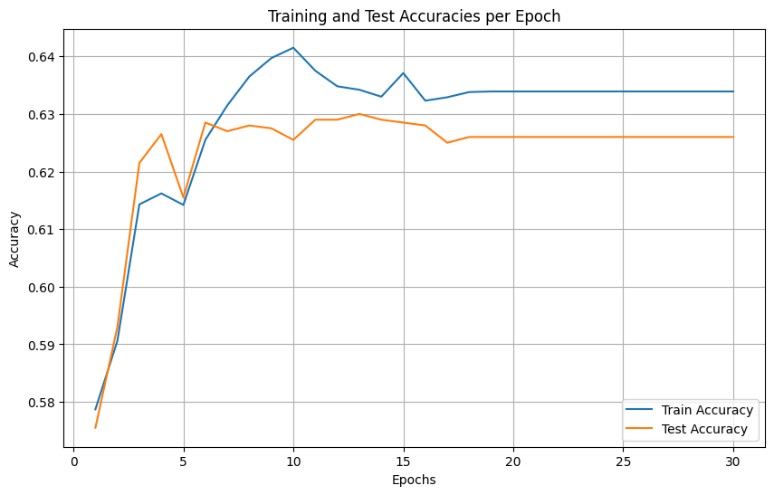 Training and Test Accuracies per Epoch
Accuracy
0.64
0.63
0.62
0.61
0.60
0.59
0.58
0 5 10 15 20 25 30
Epochs
Train Accuracy
Test Accuracy